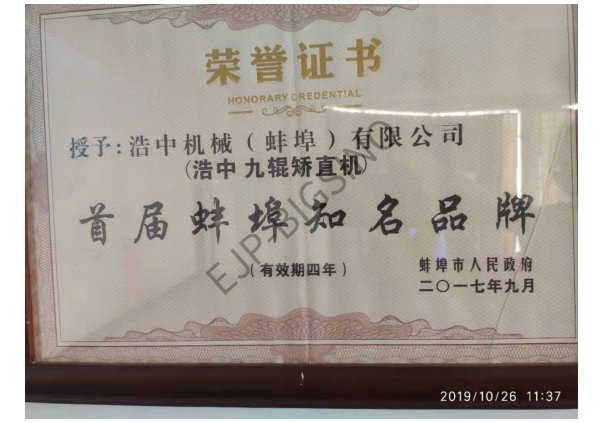 荣誉证书
HONORARY CREDENTIAL
授予:浩中机械(蚌埠)有限公司
(浩中 九辊矫直机)
首届蚌埠知名品牌
(有效期四年)
蚌埠市人民政府
二〇一七年九月
EJP/BIGSINO
2019/10/26 11:37